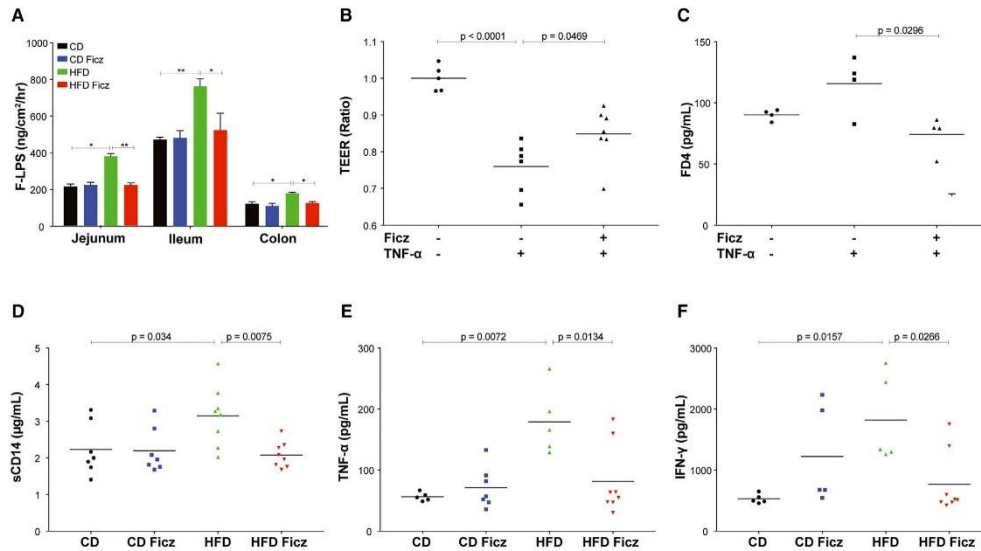 A
F-LPS (ng/cm²/hr)
1000
800
600
400
200
0
CD
CD Ficz
HFD
HFD Ficz
*
**
**
*
*
*
Jejunum
Ileum
Colon
B
TEER (Ratio)
1.1
1.0
0.9
0.8
0.7
0.6
p < 0.0001
p = 0.0469
Ficz - - +
TNF-α - + +
C
FD4 (pg/mL)
150
100
50
0
p = 0.0296
Ficz - - +
TNF-α - + +
D
sCD14 (µg/mL)
5
4
3
2
1
0
p = 0.034
p = 0.0075
CD
CD Ficz
HFD
HFD Ficz
E
TNF-α (pg/mL)
300
200
100
0
p = 0.0072
p = 0.0134
CD
CD Ficz
HFD
HFD Ficz
F
IFN-γ (pg/mL)
3000
2000
1000
0
p = 0.0157
p = 0.0266
CD
CD Ficz
HFD
HFD Ficz